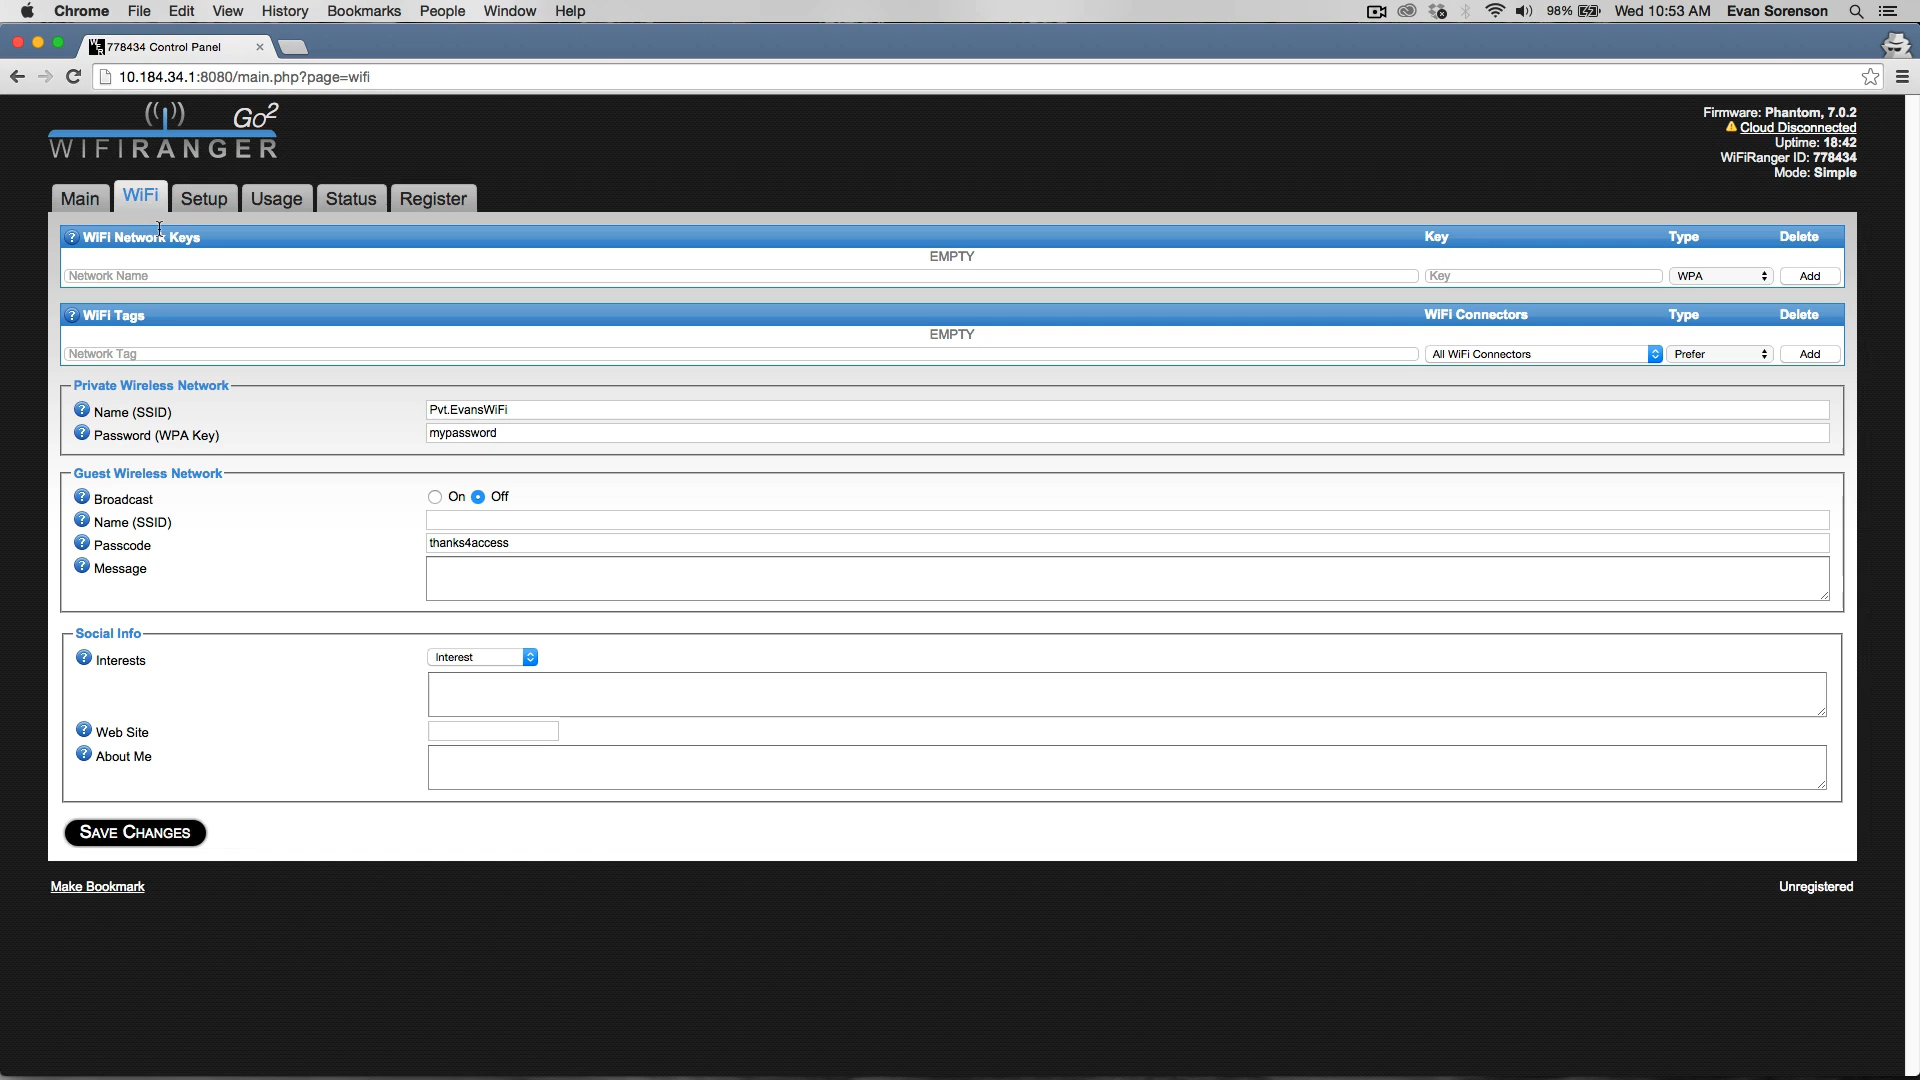 Chrome File Edit View History Bookmarks People Window Help 98% Wed 10:53 AM Evan Sorenson
778434 Control Panel
10.184.34.1:8080/main.php?page=wifi
Go2
WIFIRANGER
Firmware: Phantom, 7.0.2
Cloud Disconnected
Uptime: 18:42
WiFiRanger ID: 778434
Mode: Simple
Main WiFi Setup Usage Status Register
WiFi Network Keys Key Type Delete
EMPTY
Network Name Key WPA Add
WiFi Tags WiFi Connectors Type Delete
EMPTY
Network Tag All WiFi Connectors Prefer Add
Private Wireless Network
Name (SSID) Pvt.EvansWiFi
Password (WPA Key) mypassword
Guest Wireless Network
Broadcast On Off
Name (SSID)
Passcode thanks4access
Message
Social Info
Interests Interest
Web Site
About Me
SAVE CHANGES
Make Bookmark Unregistered